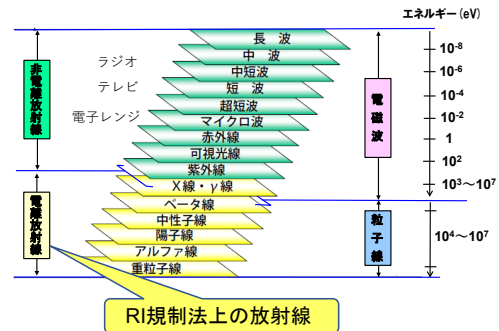 エネルギー(eV)
長 波
ラジオ
中 波
10-8
中短波
10-6
テレビ
短 波
10-4
超短波
電子レンジ
マイクロ波
10-2
赤外線
1
可視光線
10²
紫外線
10³～10⁷
X線・γ線
ベータ線
中性子線
10⁴～10⁷
陽子線
アルファ線
重粒子線
非電離放射線
電離放射線
電磁波
粒子線
RI規制法上の放射線